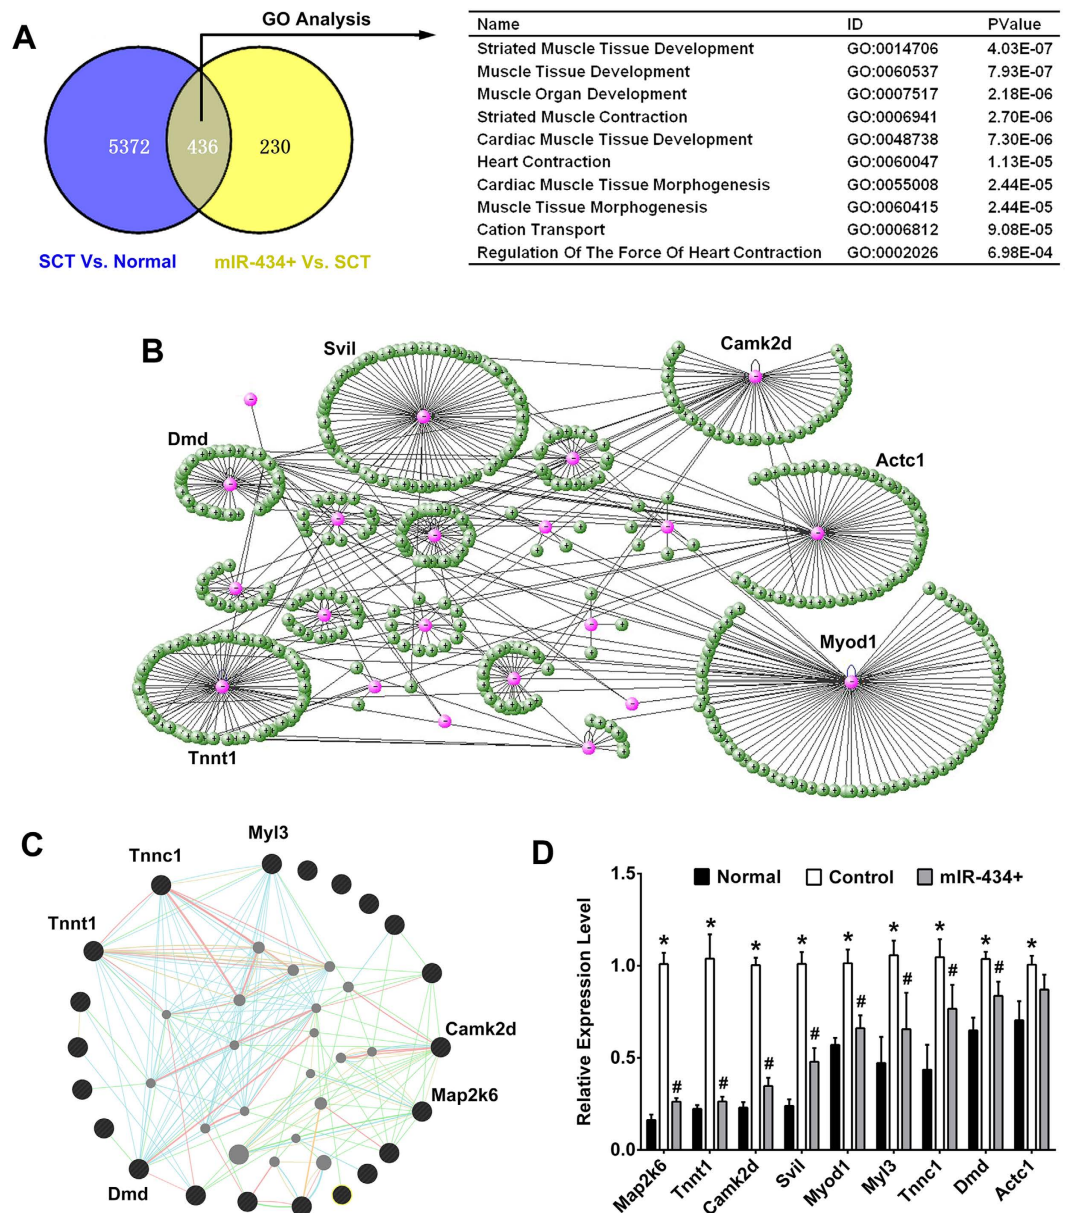 A
GO Analysis
5372
436
230
SCT Vs. Normal
mIR-434+ Vs. SCT
Name ID PValue
Striated Muscle Tissue Development GO:0014706 4.03E-07
Muscle Tissue Development GO:0060537 7.93E-07
Muscle Organ Development GO:0007517 2.18E-06
Striated Muscle Contraction GO:0006941 2.70E-06
Cardiac Muscle Tissue Development GO:0048738 7.30E-06
Heart Contraction GO:0060047 1.13E-05
Cardiac Muscle Tissue Morphogenesis GO:0055008 2.44E-05
Muscle Tissue Morphogenesis GO:0060415 2.44E-05
Cation Transport GO:0006812 9.08E-05
Regulation Of The Force Of Heart Contraction GO:0002026 6.98E-04
B
Svil
Camk2d
Dmd
Actc1
Myod1
Tnnt1
C
Myl3
Tnnc1
Tnnt1
Camk2d
Map2k6
Dmd
D
Relative Expression Level
1.5
1.0
0.5
0.0
Normal
Control
mIR-434+
* * * * * * * * *
# # # # # # # #
Map2k6
Tnnt1
Camk2d
Svil
Myod1
Myl3
Tnnc1
Dmd
Actc1